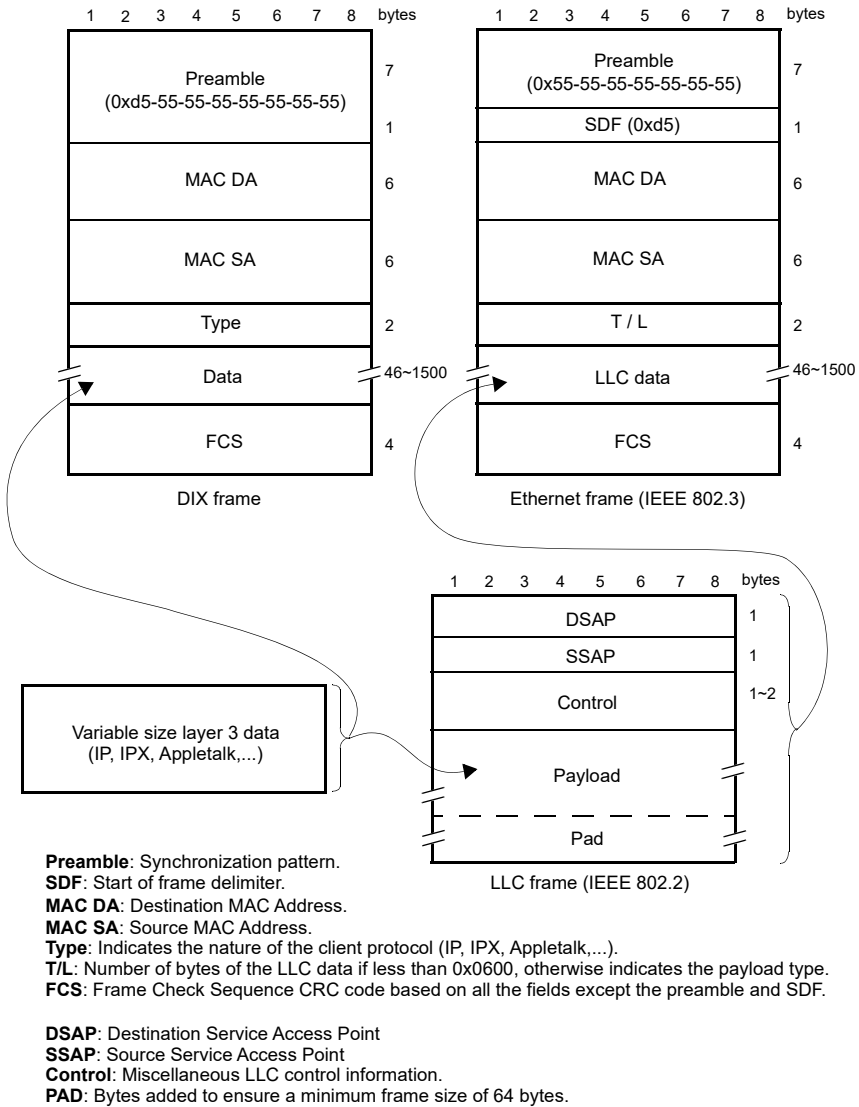 1 2 3 4 5 6 7 8 bytes
Preamble
(0xd5-55-55-55-55-55-55-55)
7
1
MAC DA
6
MAC SA
6
Type
2
Data
46~1500
FCS
4
DIX frame
1 2 3 4 5 6 7 8 bytes
Preamble
(0x55-55-55-55-55-55-55)
7
SDF (0xd5)
1
MAC DA
6
MAC SA
6
T / L
2
LLC data
46~1500
FCS
4
Ethernet frame (IEEE 802.3)
1 2 3 4 5 6 7 8 bytes
DSAP
1
SSAP
1
Control
1~2
Payload
Pad
LLC frame (IEEE 802.2)
Variable size layer 3 data
(IP, IPX, Appletalk,...)
Preamble: Synchronization pattern.
SDF: Start of frame delimiter.
MAC DA: Destination MAC Address.
MAC SA: Source MAC Address.
Type: Indicates the nature of the client protocol (IP, IPX, Appletalk,...).
T/L: Number of bytes of the LLC data if less than 0x0600, otherwise indicates the payload type.
FCS: Frame Check Sequence CRC code based on all the fields except the preamble and SDF.
DSAP: Destination Service Access Point
SSAP: Source Service Access Point
Control: Miscellaneous LLC control information.
PAD: Bytes added to ensure a minimum frame size of 64 bytes.